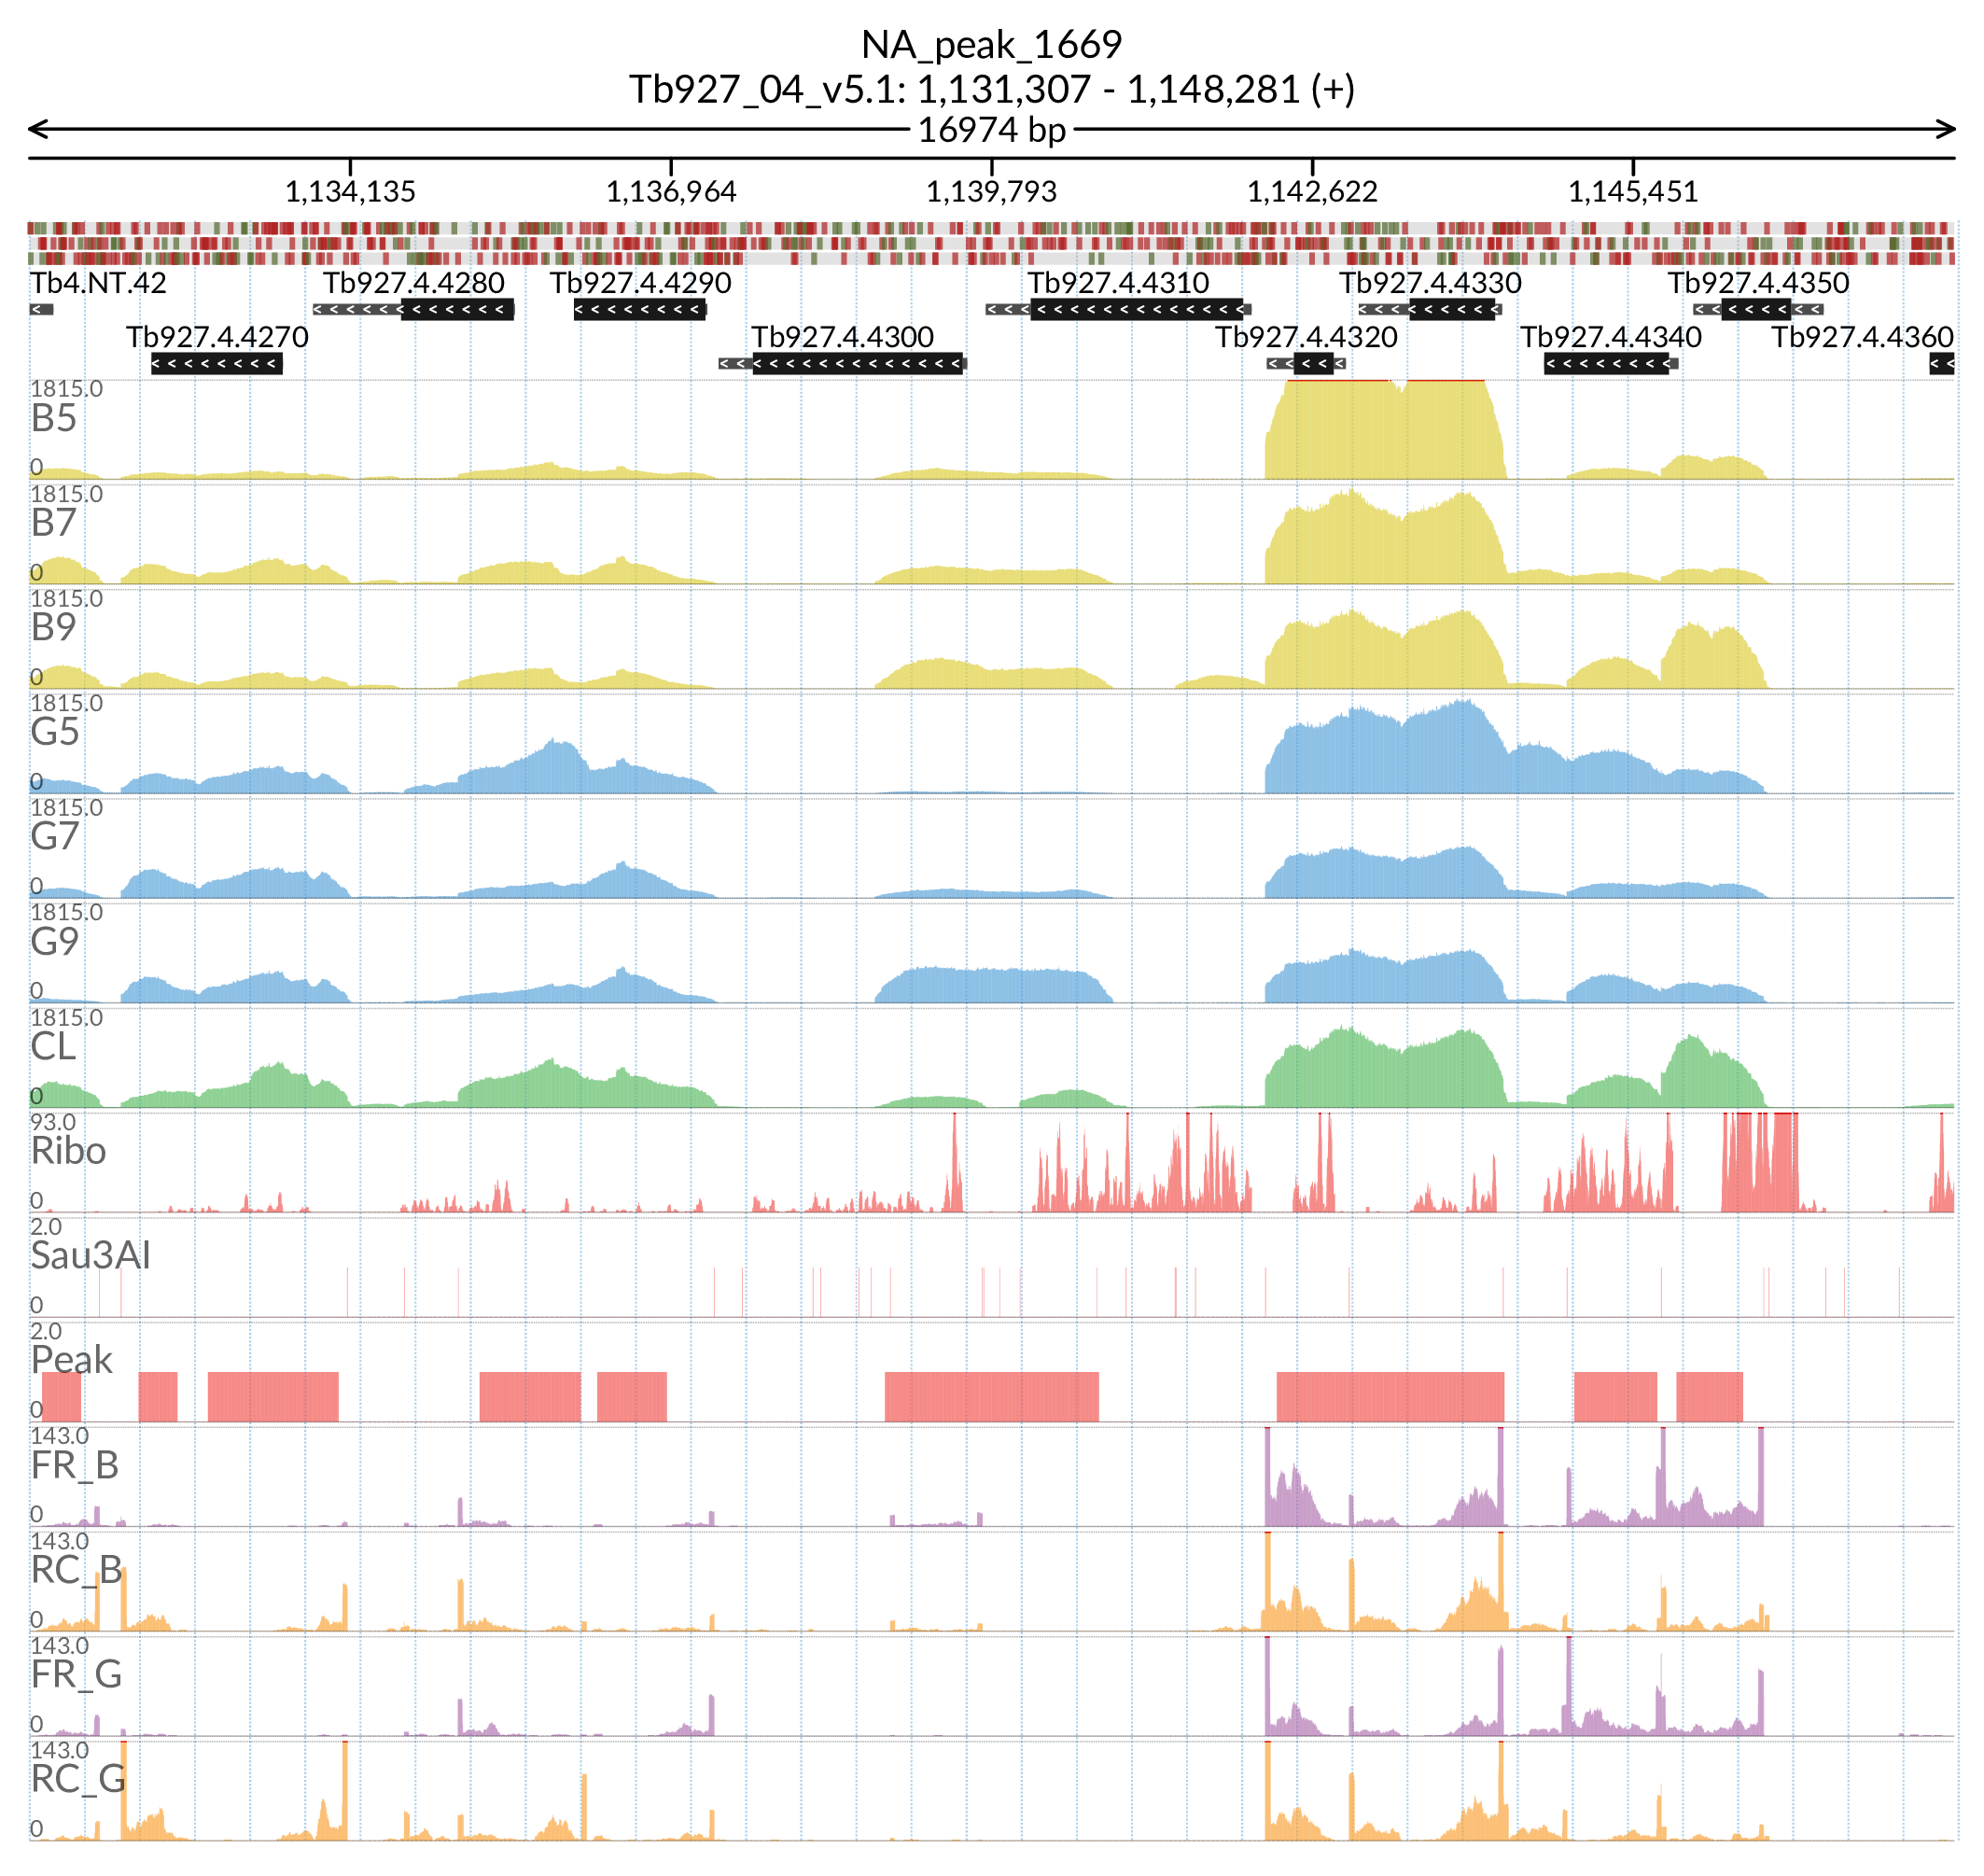 NA_peak_1669
Tb927_04_v5.1: 1,131,307 - 1,148,281 (+)
16974 bp
1,134,135 1,136,964 1,139,793 1,142,622 1,145,451
Tb4.NT.42 Tb927.4.4280 Tb927.4.4290 Tb927.4.4310 Tb927.4.4330 Tb927.4.4350
Tb927.4.4270 Tb927.4.4300 Tb927.4.4320 Tb927.4.4340 Tb927.4.4360
1815.0
B5
0
1815.0
B7
0
1815.0
B9
0
1815.0
G5
0
1815.0
G7
0
1815.0
G9
0
1815.0
CL
0
93.0
Ribo
0
2.0
Sau3AI
0
2.0
Peak
0
143.0
FR_B
0
143.0
RC_B
0
143.0
FR_G
0
143.0
RC_G
0